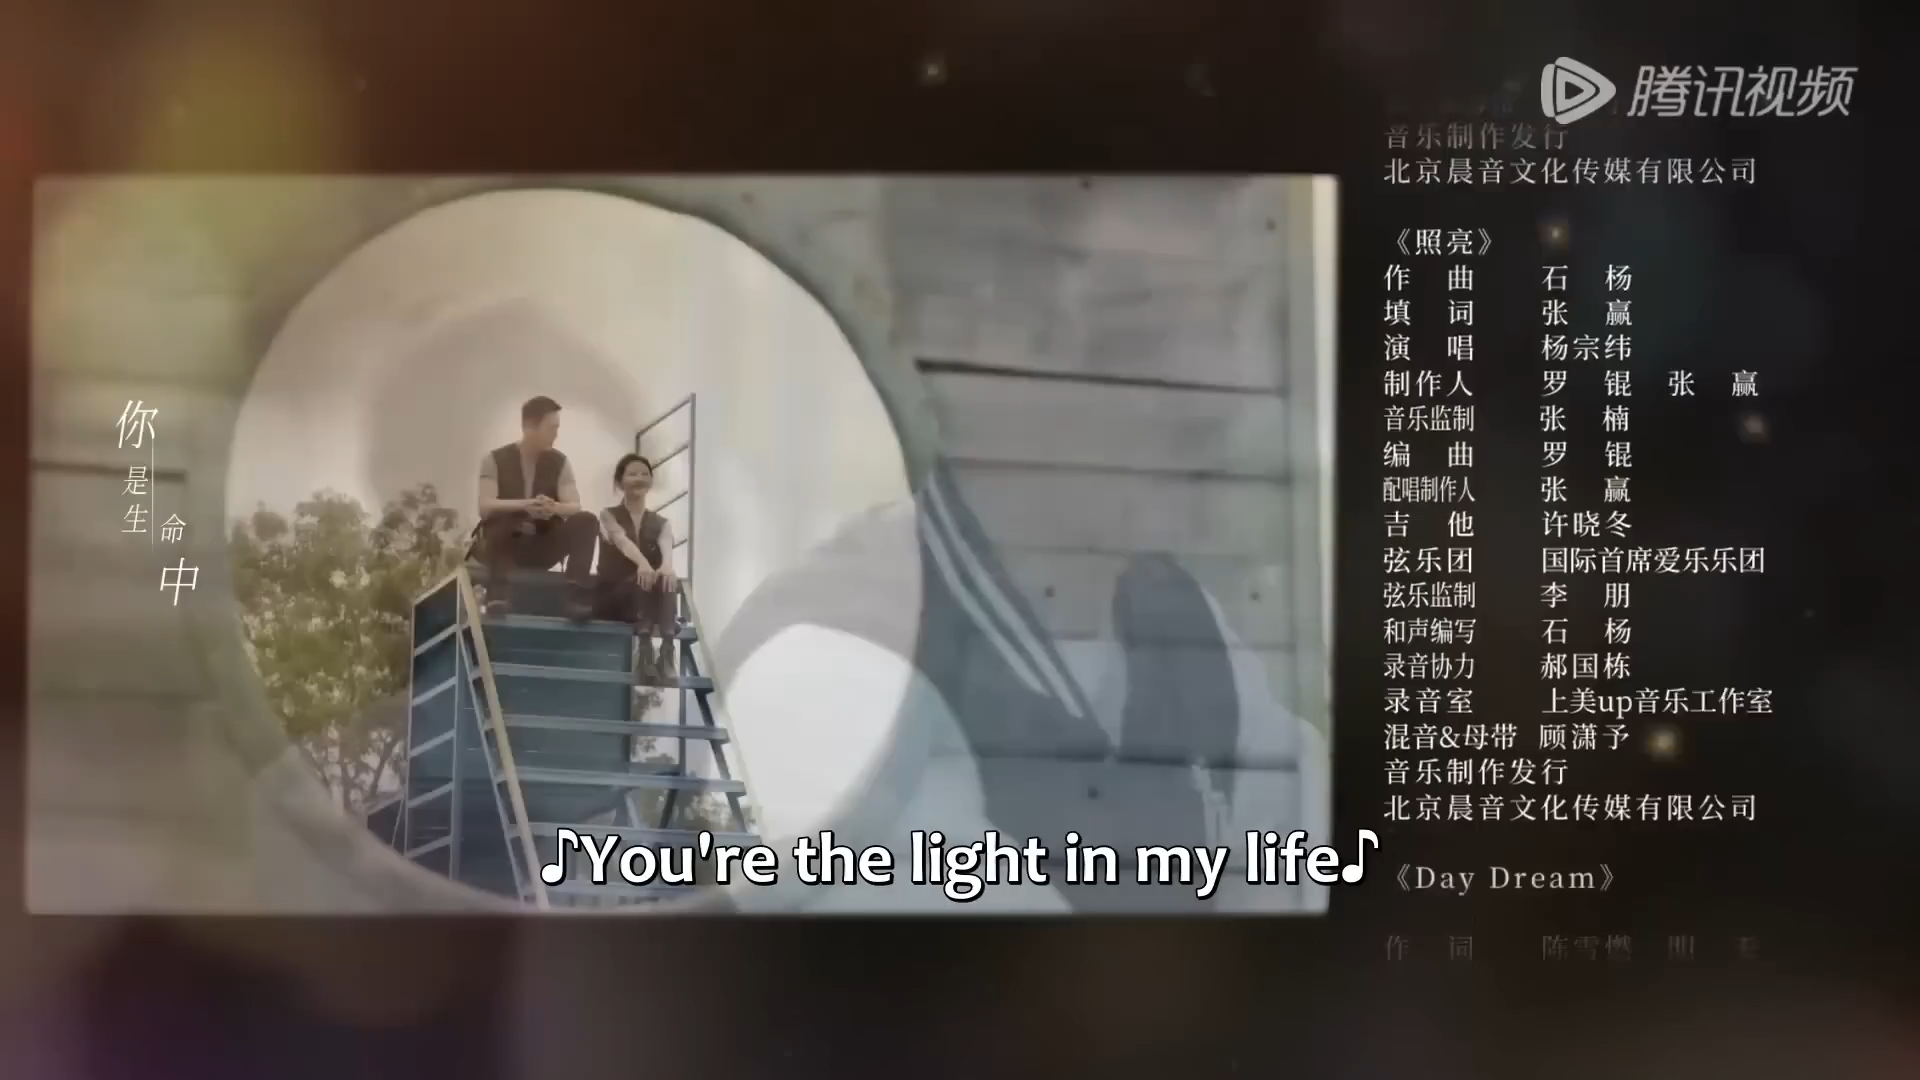 腾讯视频
音乐制作发行
北京晨音文化传媒有限公司
《照亮》
作 曲 石 杨
填 词 张 赢
演 唱 杨宗纬
制作人 罗 锟 张 赢
音乐监制 张 楠
编 曲 罗 锟
配唱制作人 张 赢
吉 他 许晓冬
弦乐团 国际首席爱乐乐团
弦乐监制 李 朋
和声编写 石 杨
录音协力 郝国栋
录音室 上美up音乐工作室
混音&母带 顾潇予
音乐制作发行
北京晨音文化传媒有限公司
《Day Dream》
作 词 陈雪燃
你
是
生
命
中
♪You're the light in my life♪